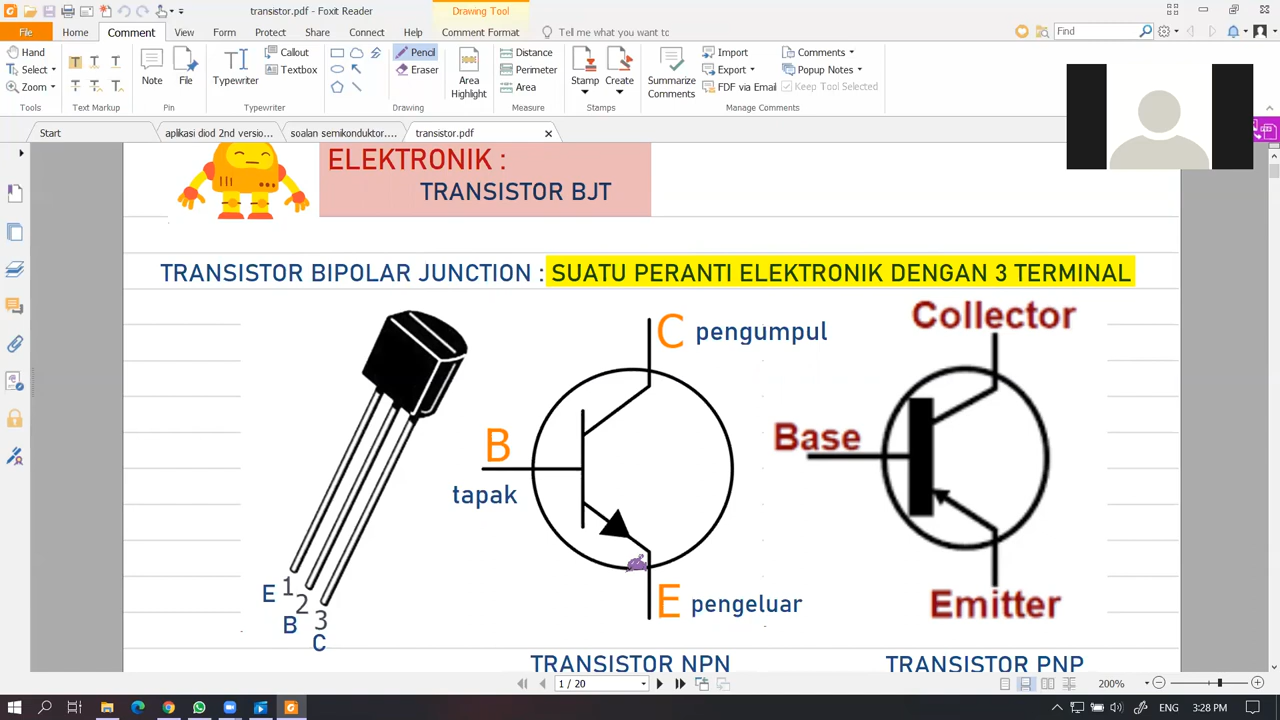 transistor.pdf - Foxit Reader
Drawing Tool
File Home Comment View Form Protect Share Connect Help Comment Format Tell me what you want to
Find
Hand
Select
Zoom
Tools
Text Markup
Note
File
Pin
Typewriter
Callout
Textbox
Typewriter
Pencil
Eraser
Drawing
Area Highlight
Distance
Perimeter
Area
Measure
Stamp
Create
Stamps
Summarize Comments
Import
Export
FDF via Email
Comments
Popup Notes
Keep Tool Selected
Manage Comments
Start
aplikasi diod 2nd versio...
soalan semikonduktor....
transistor.pdf
ELEKTRONIK :
TRANSISTOR BJT
TRANSISTOR BIPOLAR JUNCTION : SUATU PERANTI ELEKTRONIK DENGAN 3 TERMINAL
E 1
2
B
3
C
C pengumpul
B
tapak
E pengeluar
TRANSISTOR NPN
Collector
Base
Emitter
TRANSISTOR PNP
1 / 20
200%
ENG 3:28 PM